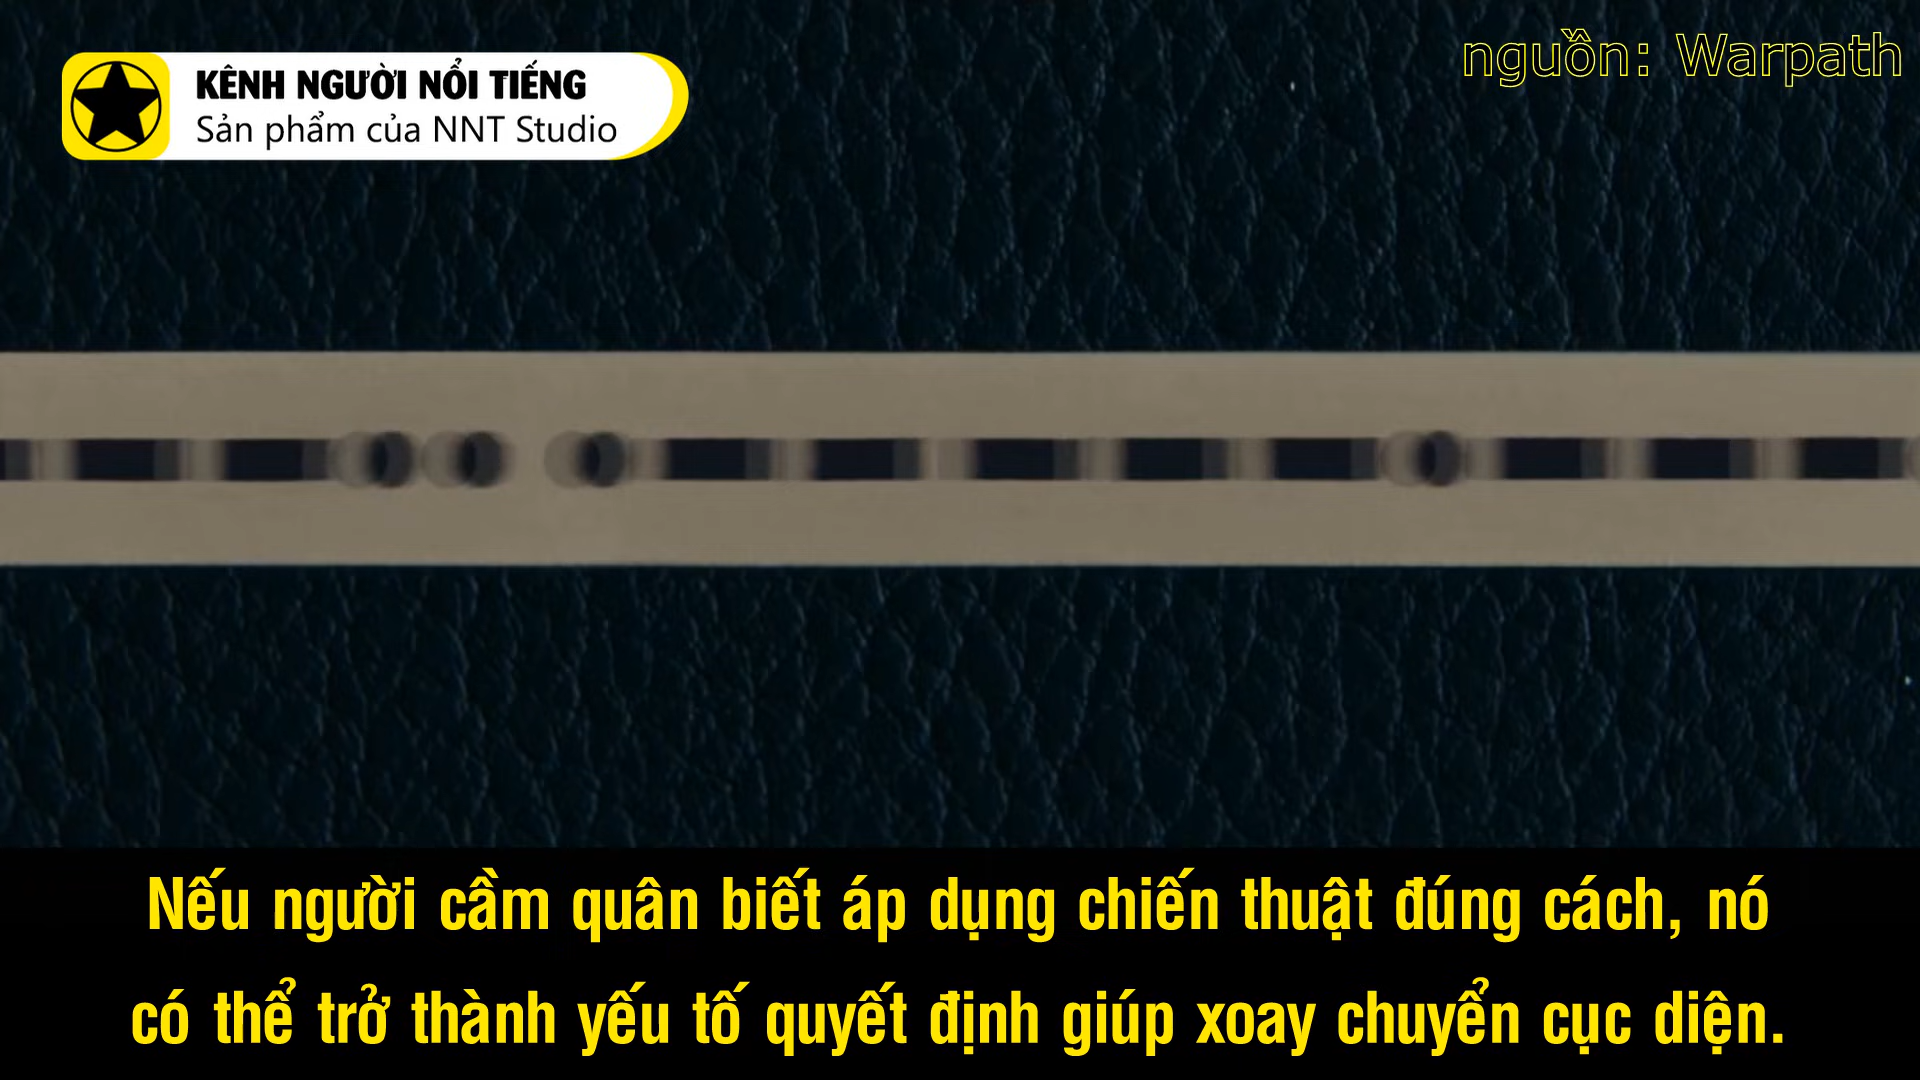 KÊNH NGƯỜI NỔI TIẾNG
Sản phẩm của NNT Studio
nguồn: Warpath
Nếu người cầm quân biết áp dụng chiến thuật đúng cách, nó
có thể trở thành yếu tố quyết định giúp xoay chuyển cục diện.